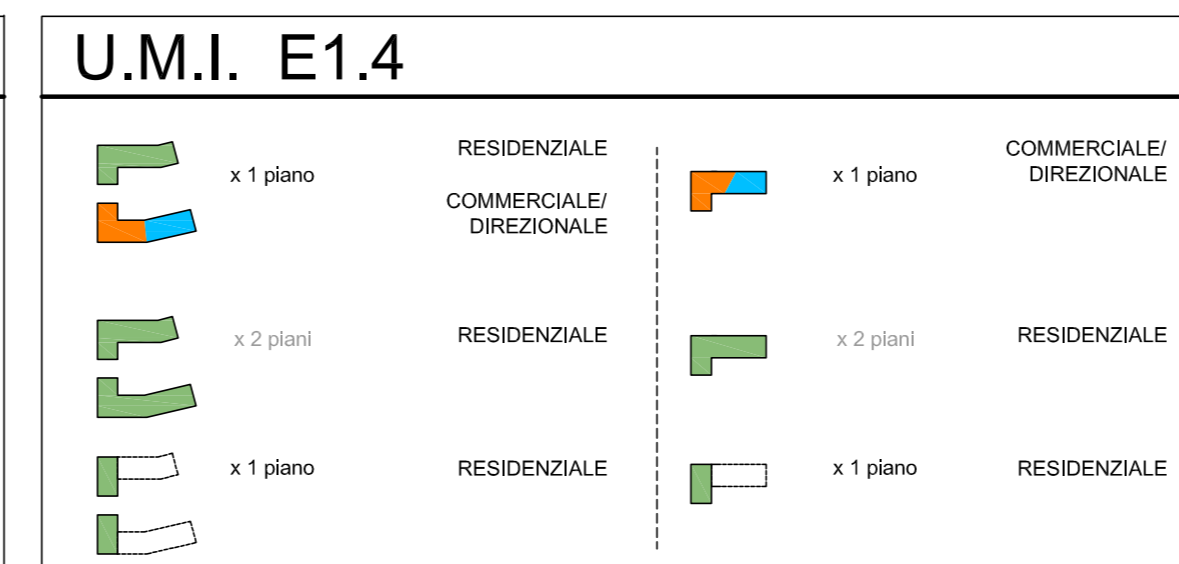 U.M.I. E1.4
x 1 piano
RESIDENZIALE
COMMERCIALE/
DIREZIONALE
x 2 piani
RESIDENZIALE
x 1 piano
RESIDENZIALE
x 1 piano
COMMERCIALE/
DIREZIONALE
x 2 piani
RESIDENZIALE
x 1 piano
RESIDENZIALE